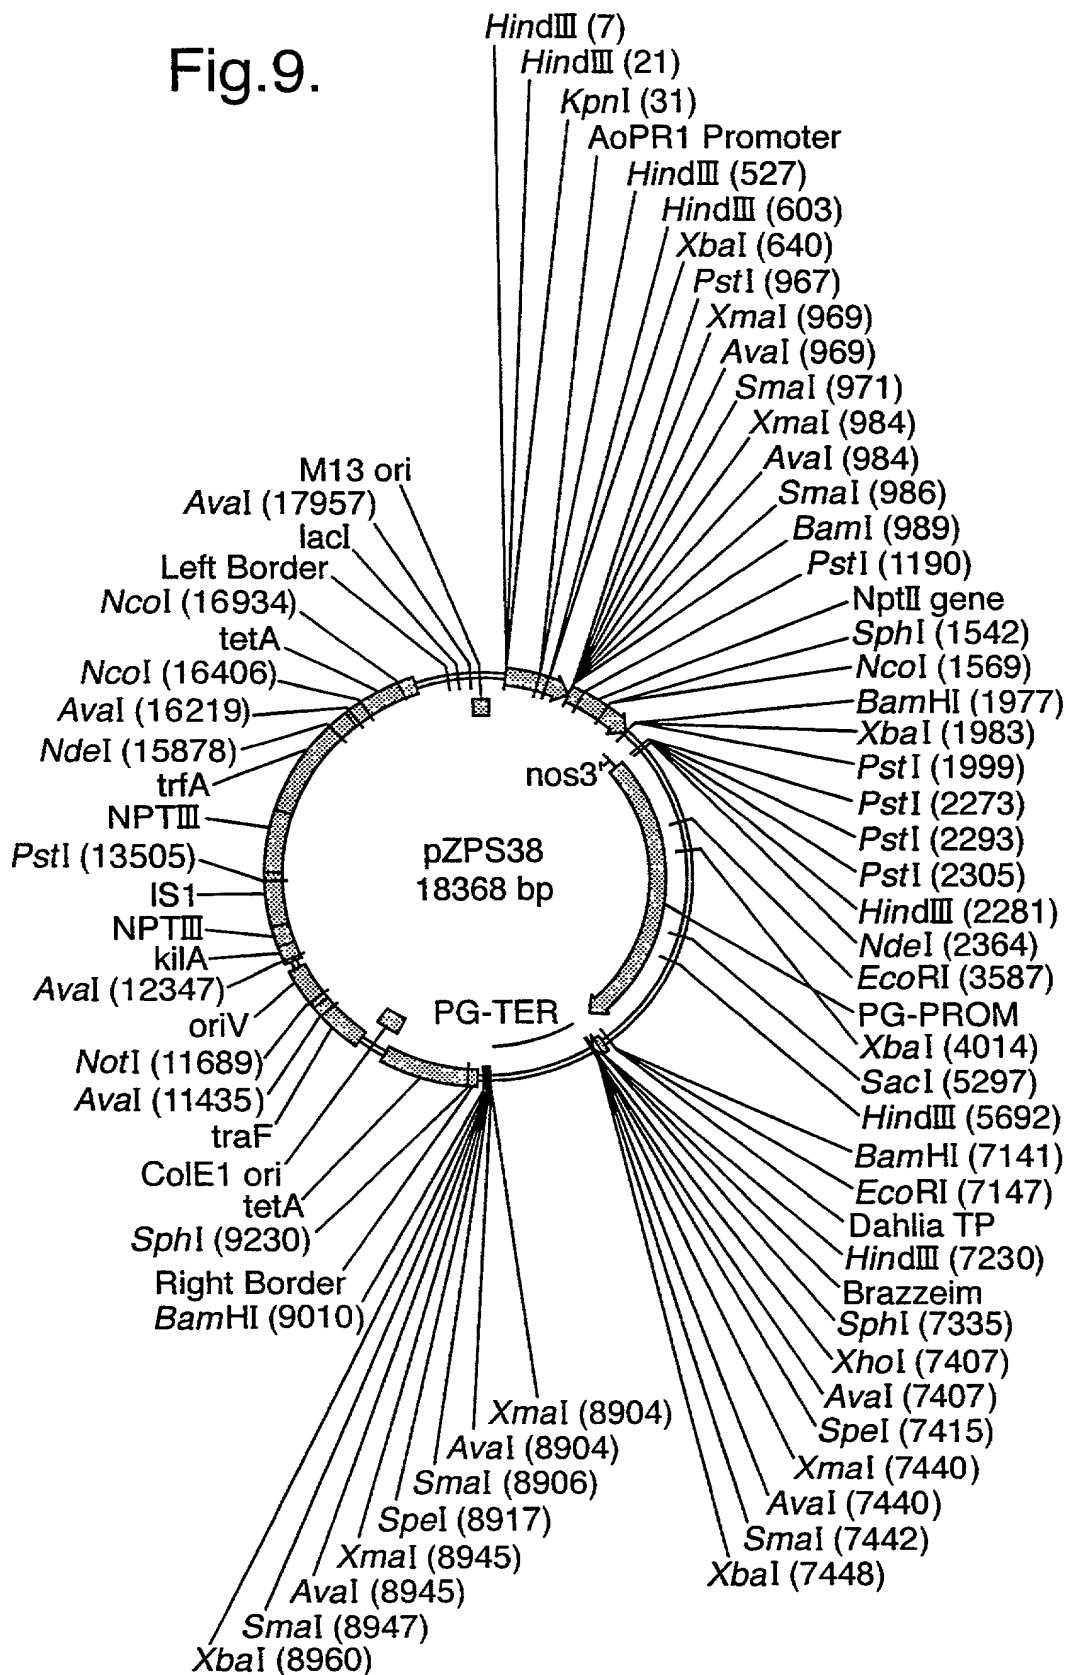 Fig.9.
HindⅢ (7)
HindⅢ (21)
KpnI (31)
AoPR1 Promoter
HindⅢ (527)
HindⅢ (603)
XbaI (640)
PstI (967)
XmaI (969)
AvaI (969)
SmaI (971)
XmaI (984)
AvaI (984)
SmaI (986)
BamI (989)
PstI (1190)
NptⅡ gene
SphI (1542)
NcoI (1569)
BamHI (1977)
XbaI (1983)
PstI (1999)
PstI (2273)
PstI (2293)
PstI (2305)
HindⅢ (2281)
NdeI (2364)
EcoRI (3587)
PG-PROM
XbaI (4014)
SacI (5297)
HindⅢ (5692)
BamHI (7141)
EcoRI (7147)
Dahlia TP
HindⅢ (7230)
Brazzeim
SphI (7335)
XhoI (7407)
AvaI (7407)
SpeI (7415)
XmaI (7440)
AvaI (7440)
SmaI (7442)
XbaI (7448)
XmaI (8904)
AvaI (8904)
SmaI (8906)
SpeI (8917)
XmaI (8945)
AvaI (8945)
SmaI (8947)
XbaI (8960)
BamHI (9010)
Right Border
SphI (9230)
tetA
ColE1 ori
traF
AvaI (11435)
NotI (11689)
oriV
AvaI (12347)
kilA
NPTⅢ
IS1
PstI (13505)
NPTⅢ
trfA
NdeI (15878)
AvaI (16219)
NcoI (16406)
tetA
NcoI (16934)
Left Border
lacI
AvaI (17957)
M13 ori
nos3'
pZPS38
18368 bp
PG-TER